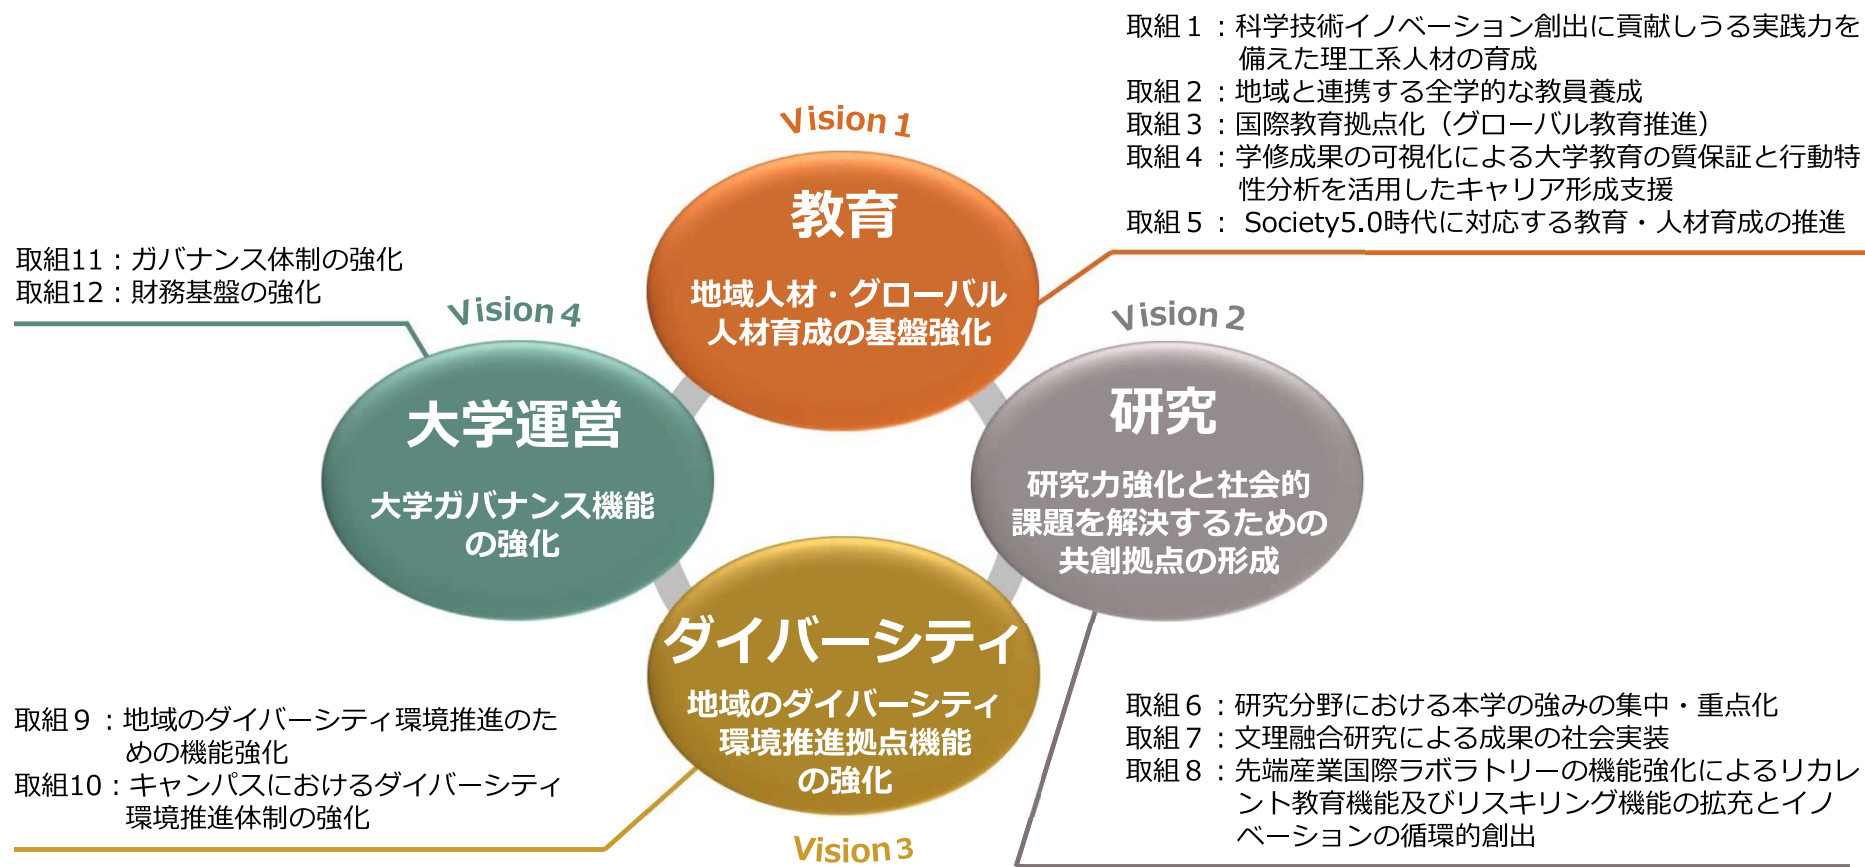 Vision 1
教育
地域人材・グローバル
人材育成の基盤強化
取組１：科学技術イノベーション創出に貢献しうる実践力を
備えた理工系人材の育成
取組２：地域と連携する全学的な教員養成
取組３：国際教育拠点化（グローバル教育推進）
取組４：学修成果の可視化による大学教育の質保証と行動特
性分析を活用したキャリア形成支援
取組５： Society5.0時代に対応する教育・人材育成の推進
Vision 2
研究
研究力強化と社会的
課題を解決するための
共創拠点の形成
取組６：研究分野における本学の強みの集中・重点化
取組７：文理融合研究による成果の社会実装
取組８：先端産業国際ラボラトリーの機能強化によるリカレ
ント教育機能及びリスキリング機能の拡充とイノ
ベーションの循環的創出
Vision 3
ダイバーシティ
地域のダイバーシティ
環境推進拠点機能
の強化
取組９：地域のダイバーシティ環境推進のた
めの機能強化
取組10：キャンパスにおけるダイバーシティ
環境推進体制の強化
Vision 4
大学運営
大学ガバナンス機能
の強化
取組11：ガバナンス体制の強化
取組12：財務基盤の強化